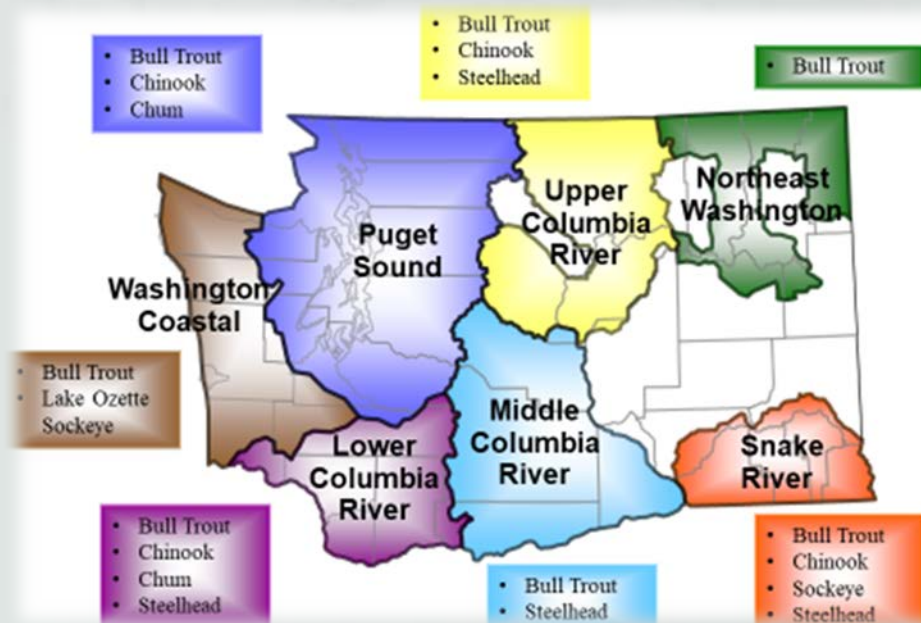 • Bull Trout
• Chinook
• Chum
• Bull Trout
• Chinook
• Steelhead
• Bull Trout
Northeast
Washington
Upper
Columbia
River
Puget
Sound
Washington
Coastal
• Bull Trout
• Lake Ozette
Sockeye
Middle
Columbia
River
Lower
Columbia
River
Snake
River
• Bull Trout
• Chinook
• Chum
• Steelhead
• Bull Trout
• Steelhead
• Bull Trout
• Chinook
• Sockeye
• Steelhead